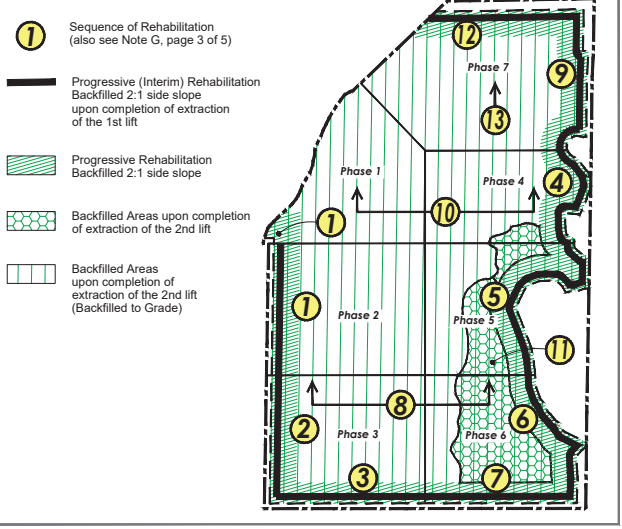 1
Sequence of Rehabilitation
(also see Note G, page 3 of 5)
Progressive (Interim) Rehabilitation
Backfilled 2:1 side slope
upon completion of extraction
of the 1st lift
Progressive Rehabilitation
Backfilled 2:1 side slope
Backfilled Areas upon completion
of extraction of the 2nd lift
Backfilled Areas
upon completion of
extraction of the 2nd lift
(Backfilled to Grade)
12
Phase 7
9
13
Phase 1
Phase 4
4
10
1
1
Phase 2
5
Phase 5
11
8
2
Phase 3
6
Phase 6
3
7